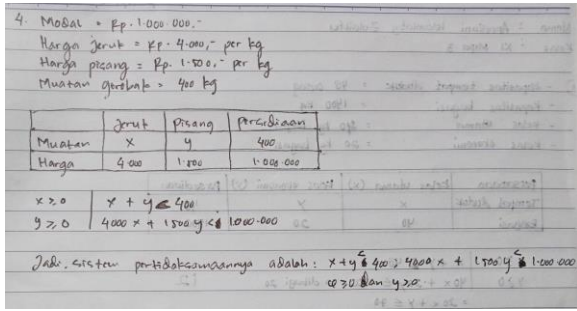 4. Modal = Rp. 1.000.000,-
Harga jeruk = Rp. 4.000,- per kg
Harga pisang = Rp. 1.500,- per kg
Muatan gerobak = 400 kg
Jeruk Pisang Persediaan
Muatan x y 400
Harga 4.000 1.500 1.000.000
x ≥ 0 x + y ≤ 400
y ≥ 0 4000 x + 1500 y ≤ 1.000.000
Jadi, sistem pertidaksamaannya adalah : x + y ≤ 400 ; 4000 x + 1.500 y ≤ 1.000.000
x ≥ 0 dan y ≥ 0